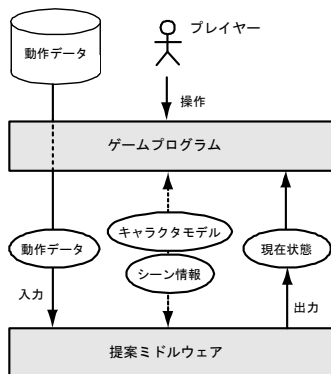 動作データ
プレイヤー
操作
ゲームプログラム
動作データ
キャラクタモデル
シーン情報
現在状態
入力
出力
提案ミドルウェア